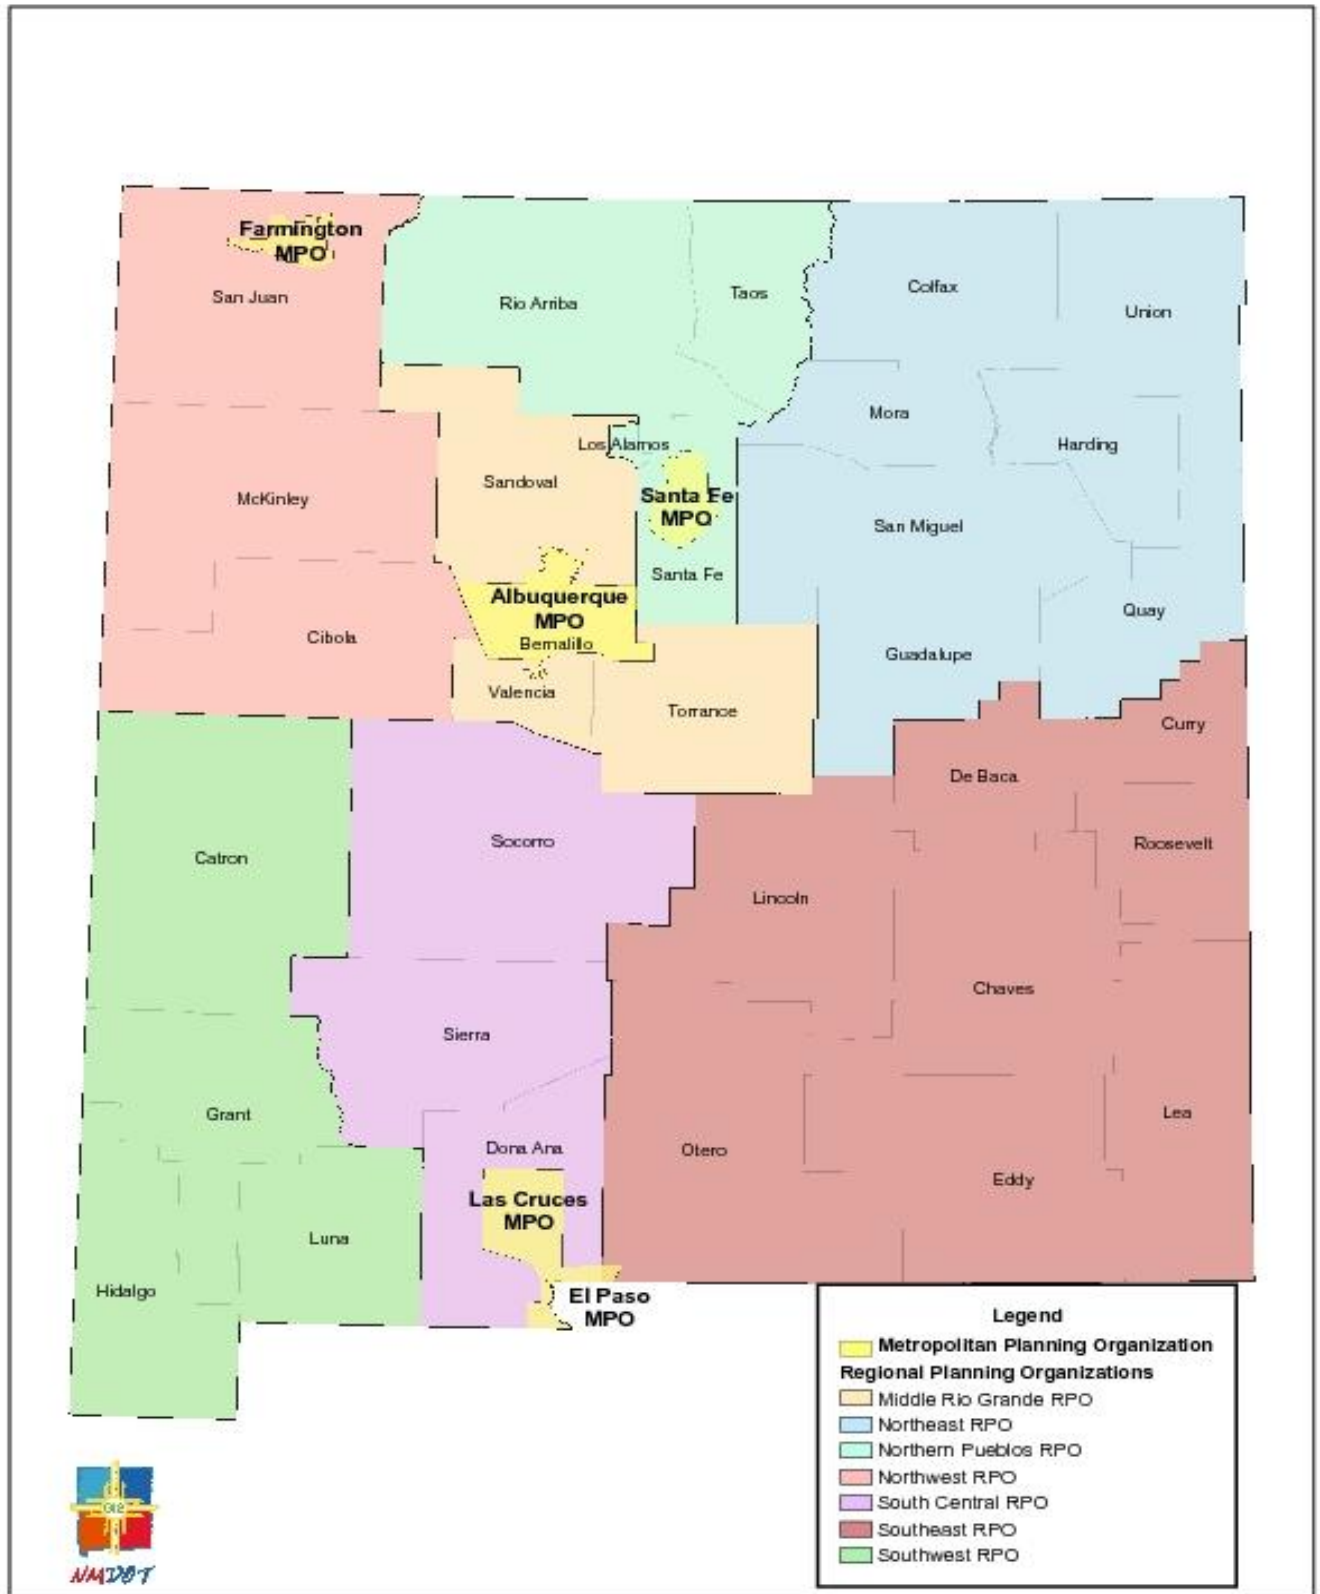 Farmington
MPO
San Juan
Rio Arriba
Taos
Colfax
Union
Mora
Harding
Los Alamos
McKinley
Sandoval
Santa Fe
MPO
San Miguel
Santa Fe
Albuquerque
MPO
Bernalillo
Quay
Cibola
Guadalupe
Valencia
Torrance
Curry
De Baca
Socorro
Roosevelt
Catron
Lincoln
Chaves
Sierra
Grant
Lea
Dona Ana
Otero
Eddy
Las Cruces
MPO
Luna
Hidalgo
El Paso
MPO
Legend
Metropolitan Planning Organization
Regional Planning Organizations
Middle Rio Grande RPO
Northeast RPO
Northern Pueblos RPO
Northwest RPO
South Central RPO
Southeast RPO
Southwest RPO
GIS
NMDOT